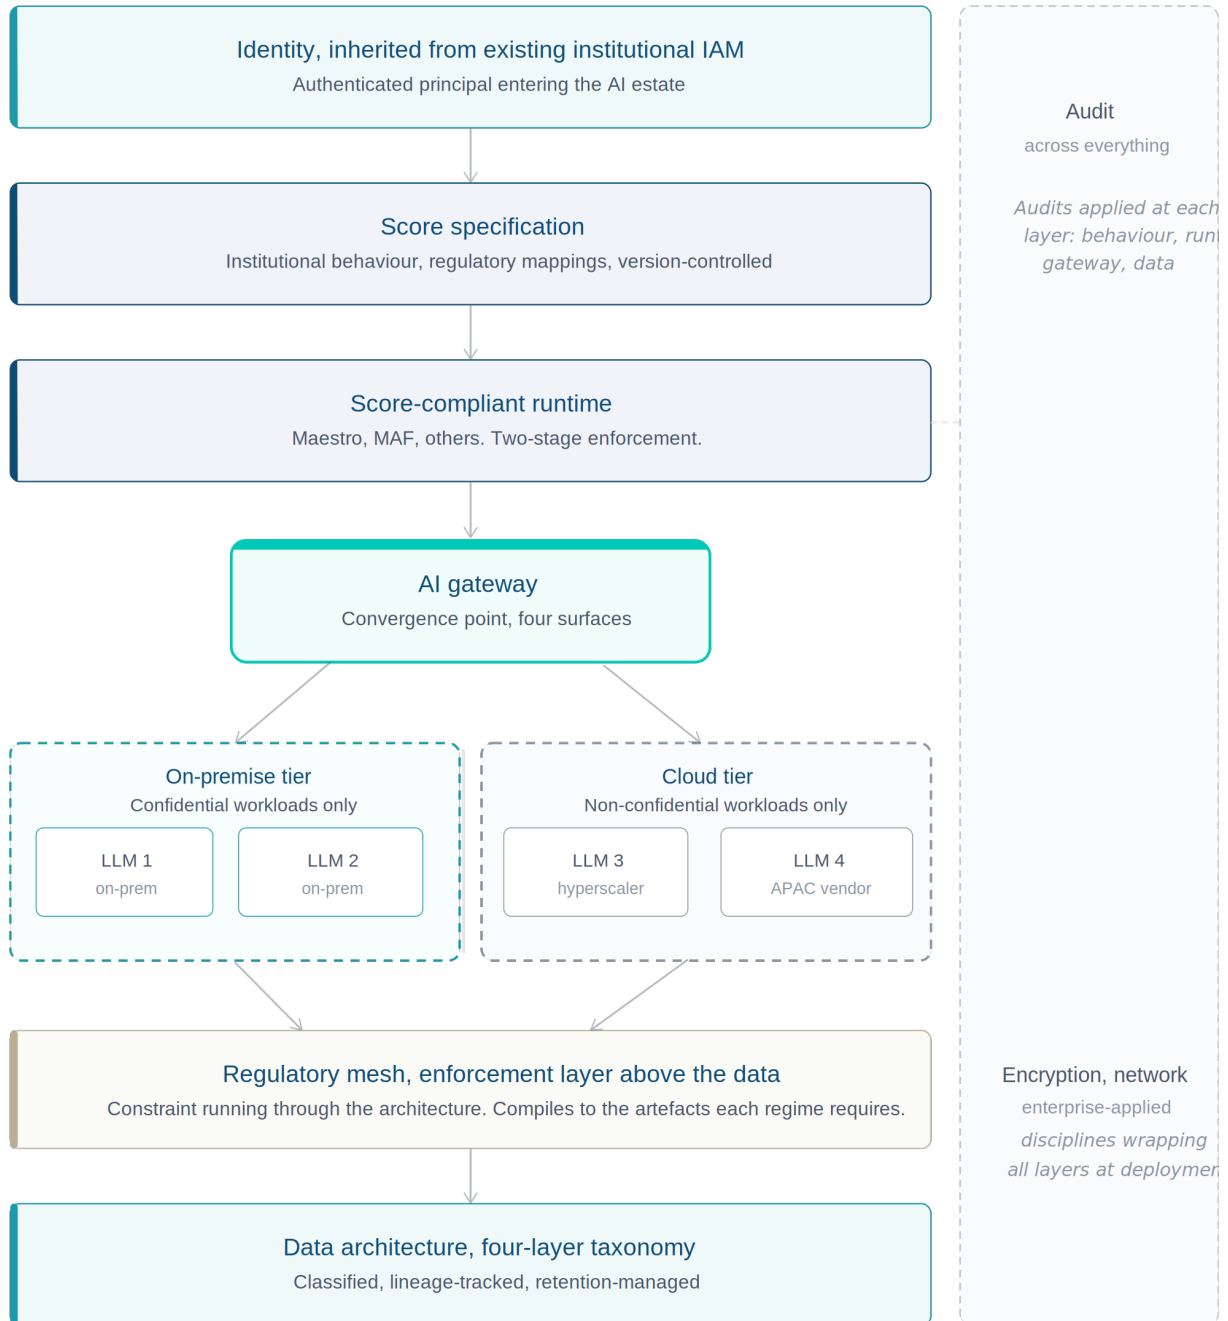 Identity, inherited from existing institutional IAM
Authenticated principal entering the AI estate
Score specification
Institutional behaviour, regulatory mappings, version-controlled
Score-compliant runtime
Maestro, MAF, others. Two-stage enforcement.
AI gateway
Convergence point, four surfaces
On-premise tier
Confidential workloads only
LLM 1
on-prem
LLM 2
on-prem
Cloud tier
Non-confidential workloads only
LLM 3
hyperscaler
LLM 4
APAC vendor
Regulatory mesh, enforcement layer above the data
Constraint running through the architecture. Compiles to the artefacts each regime requires.
Data architecture, four-layer taxonomy
Classified, lineage-tracked, retention-managed
Audit
across everything
Audits applied at each
layer: behaviour,
gateway, data
Encryption, network
enterprise-applied
disciplines wrapping
all layers at